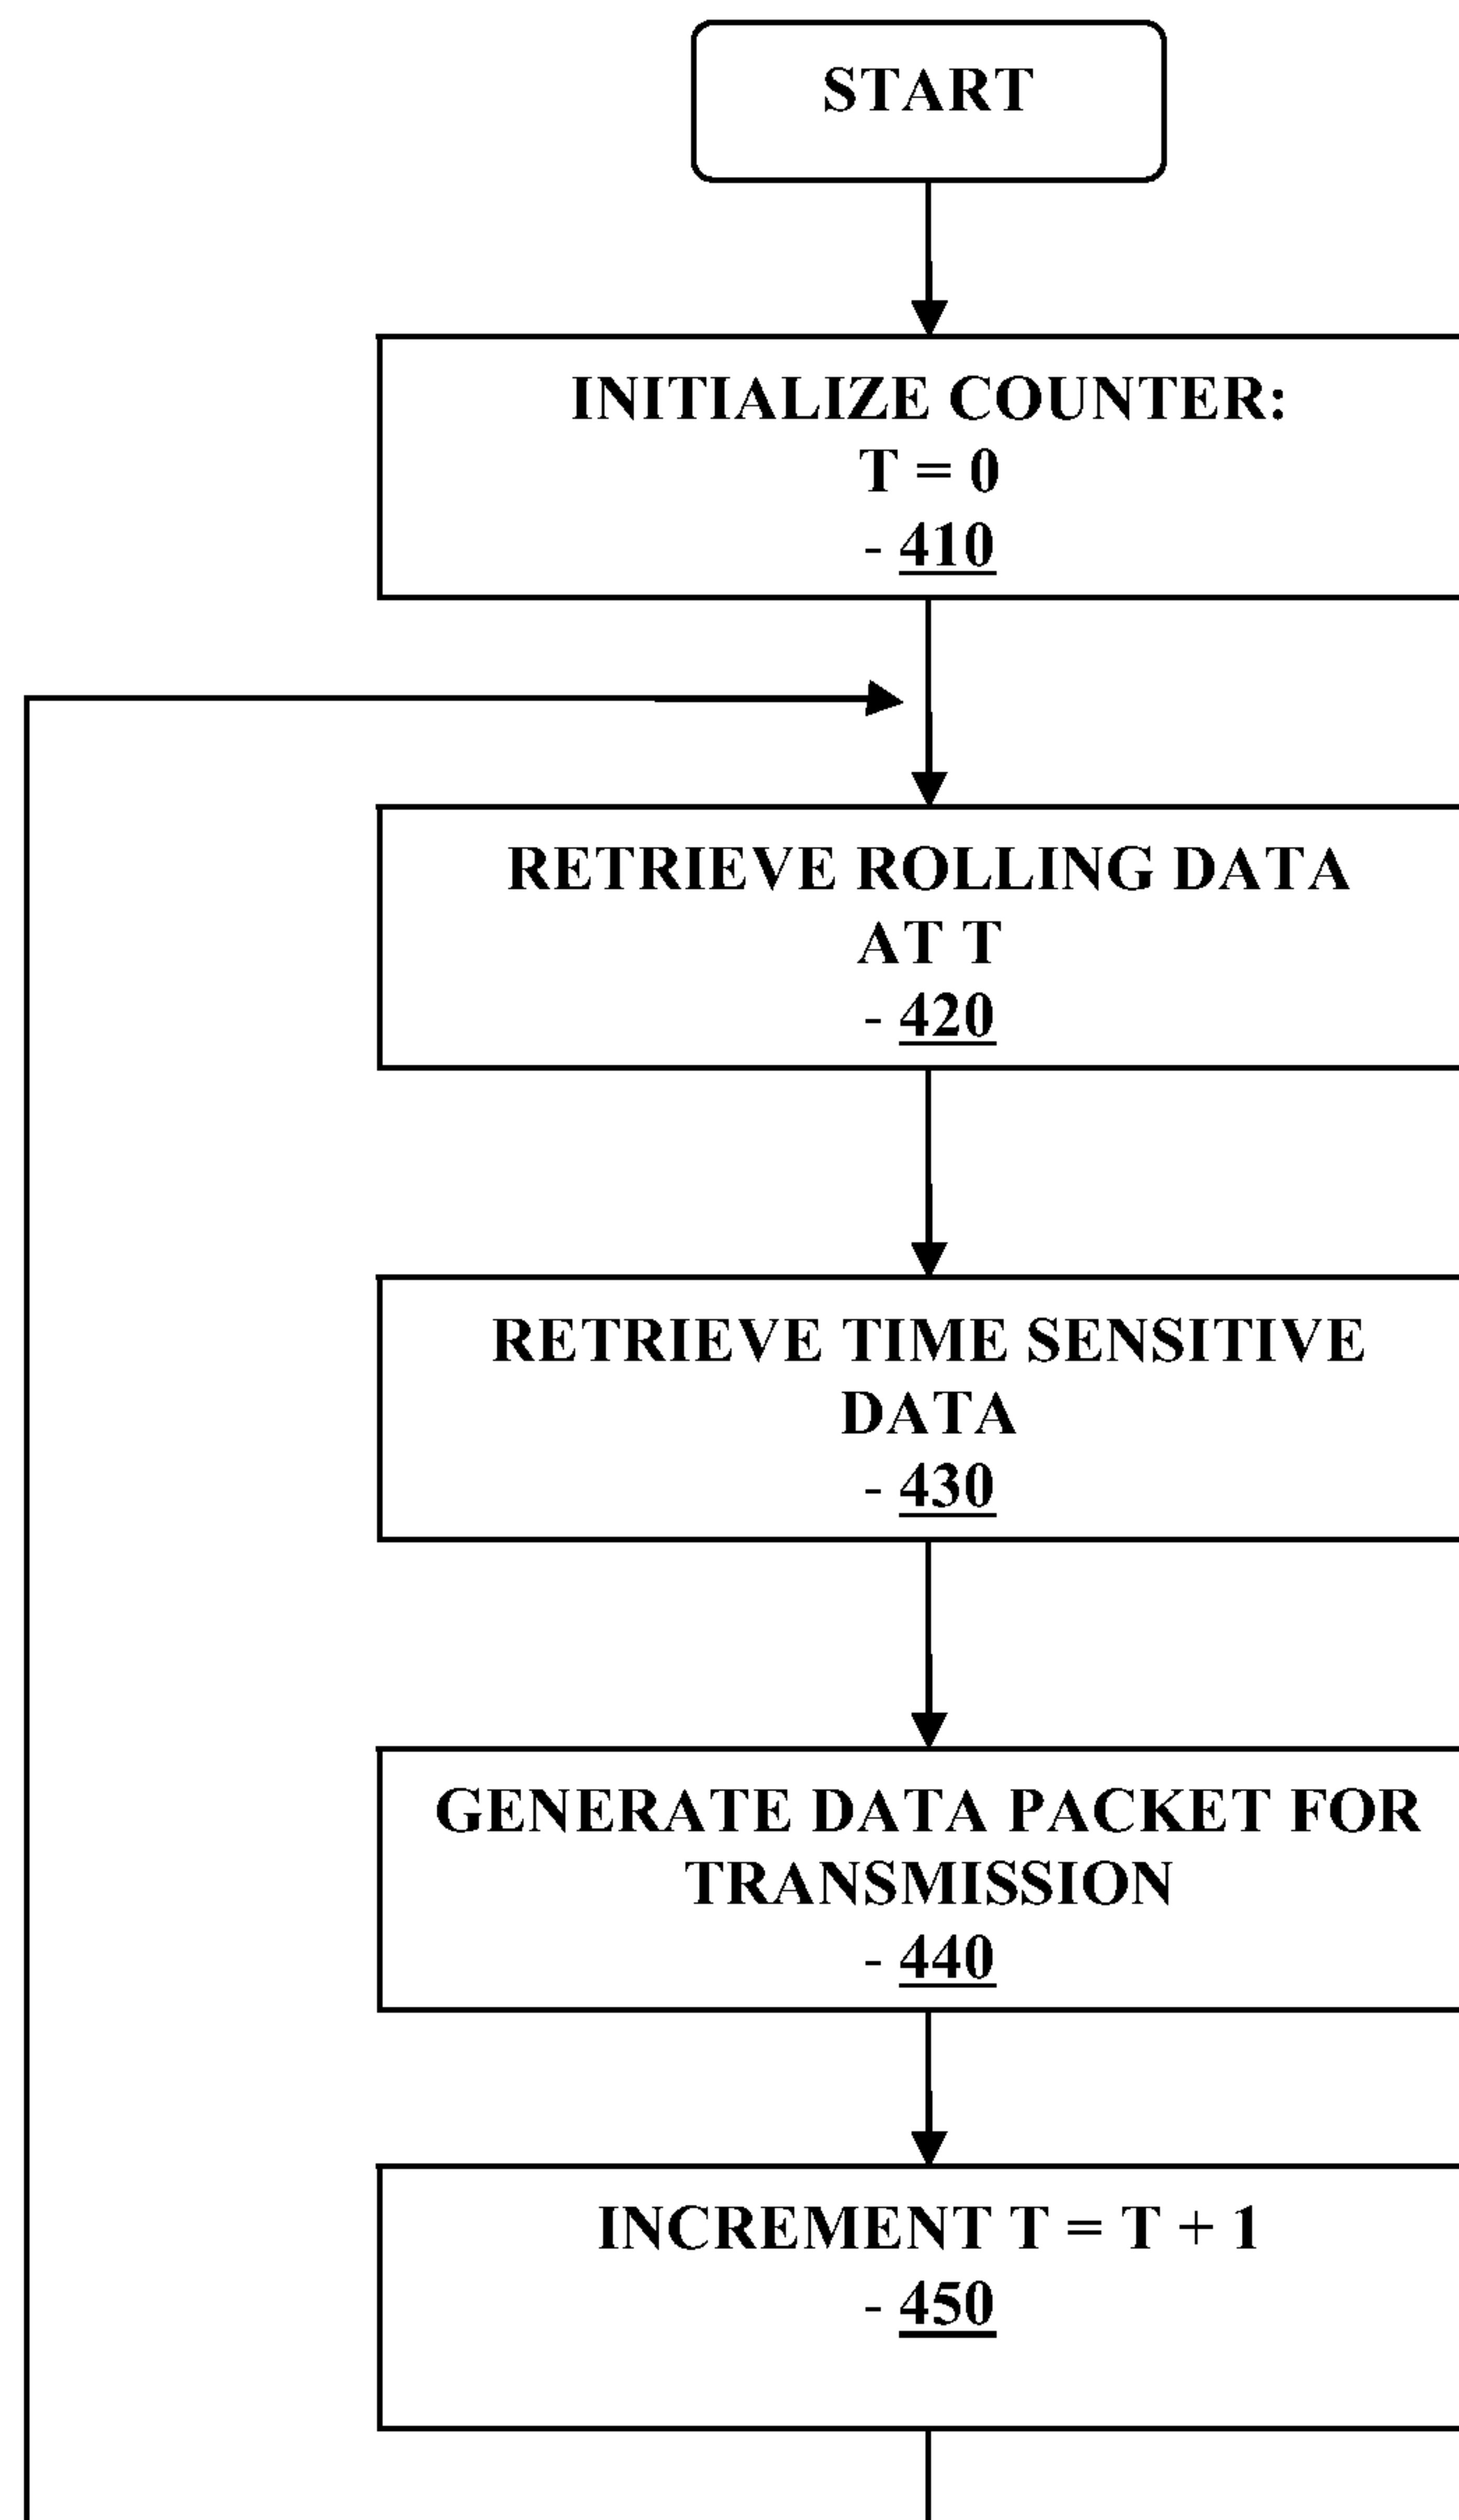 START
INITIALIZE COUNTER:
T = 0
- 410
RETRIEVE ROLLING DATA
AT T
- 420
RETRIEVE TIME SENSITIVE
DATA
- 430
GENERATE DATA PACKET FOR
TRANSMISSION
- 440
INCREMENT T = T + 1
- 450